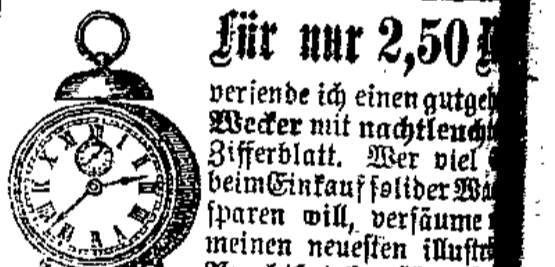 Für nur 2,50
versende ich einen gutge
Wecker mit nachtleucht
Zifferblatt. Wer viel
beim Einkauf solider Wa
sparen will, versäume
meinen neuesten illustr